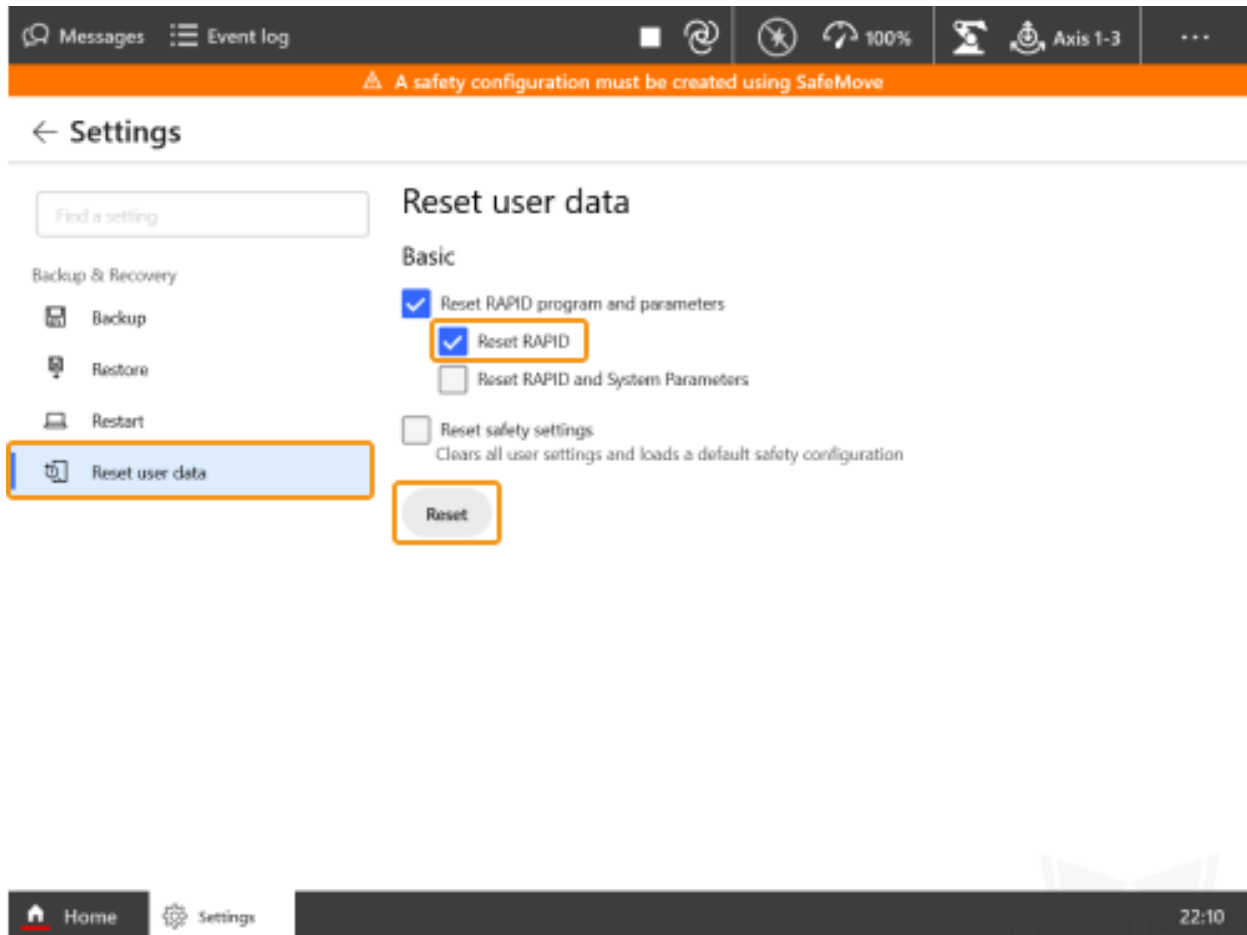 Messages Event log 100% Axis 1-3 ...
A safety configuration must be created using SafeMove
Settings
Find a setting
Backup & Recovery
Backup
Restore
Restart
Reset user data
Reset user data
Basic
Reset RAPID program and parameters
Reset RAPID
Reset RAPID and System Parameters
Reset safety settings
Clears all user settings and loads a default safety configuration
Reset
Home Settings 22:10